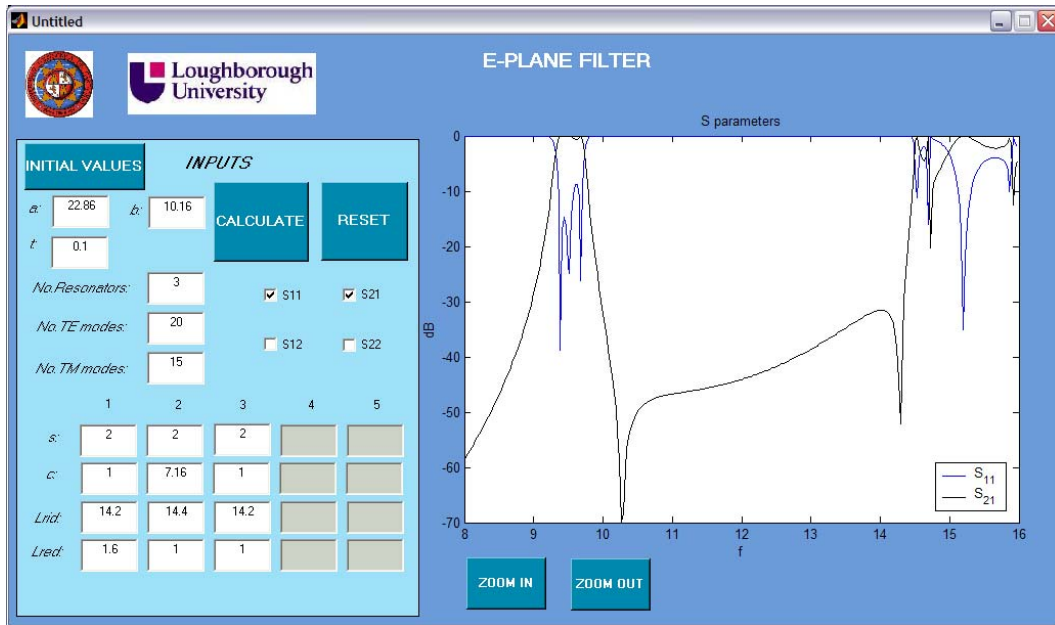 Untitled
Loughborough
University
E-PLANE FILTER
INITIAL VALUES
INPUTS
a: 22.86 b: 10.16
t 0.1
CALCULATE
RESET
No.Resonators: 3
No.TE modes: 20
No.TM modes: 15
S11 S21
S12 S22
1 2 3 4 5
s: 2 2 2
c: 1 7.16 1
Lrid: 14.2 14.4 14.2
Lred: 1.6 1 1
S parameters
0
-10
-20
-30
-40
-50
-60
-70
dB
8 9 10 11 12 13 14 15 16
f
S11
S21
ZOOM IN
ZOOM OUT